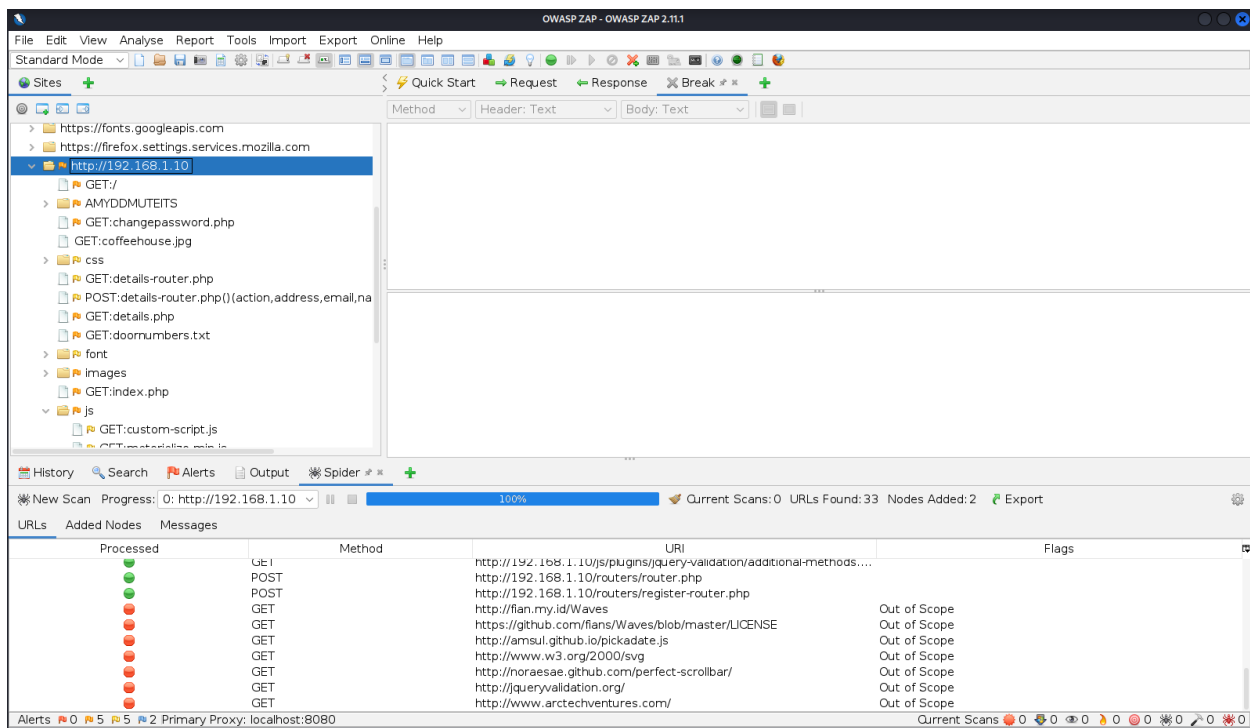 OWASP ZAP - OWASP ZAP 2.11.1
File Edit View Analyse Report Tools Import Export Online Help
Standard Mode
Sites
Quick Start Request Response Break
Method Header: Text Body: Text
https://fonts.googleapis.com
https://firefox.settings.services.mozilla.com
http://192.168.1.10
GET:/
AMYDDMUTEITS
GET:changepassword.php
GET:coffeehouse.jpg
css
GET:details-router.php
POST:details-router.php()(action,address,email,na
GET:details.php
GET:doornumbers.txt
font
images
GET:index.php
js
GET:custom-script.js
GET:materialize.min.js
History Search Alerts Output Spider
New Scan Progress: 0: http://192.168.1.10 100% Current Scans: 0 URLs Found: 33 Nodes Added: 2 Export
URLs Added Nodes Messages
Processed Method URI Flags
GET http://192.168.1.10/js/plugins/jquery-validation/additional-methods....
POST http://192.168.1.10/routers/router.php
POST http://192.168.1.10/routers/register-router.php
GET http://fian.my.id/Waves Out of Scope
GET https://github.com/fians/Waves/blob/master/LICENSE Out of Scope
GET http://amsul.github.io/pickadate.js Out of Scope
GET http://www.w3.org/2000/svg Out of Scope
GET http://noraesae.github.com/perfect-scrollbar/ Out of Scope
GET http://jqueryvalidation.org/ Out of Scope
GET http://www.arctechventures.com/ Out of Scope
Alerts 0 5 5 2 Primary Proxy: localhost:8080 Current Scans 0 0 0 0 0 0 0 0